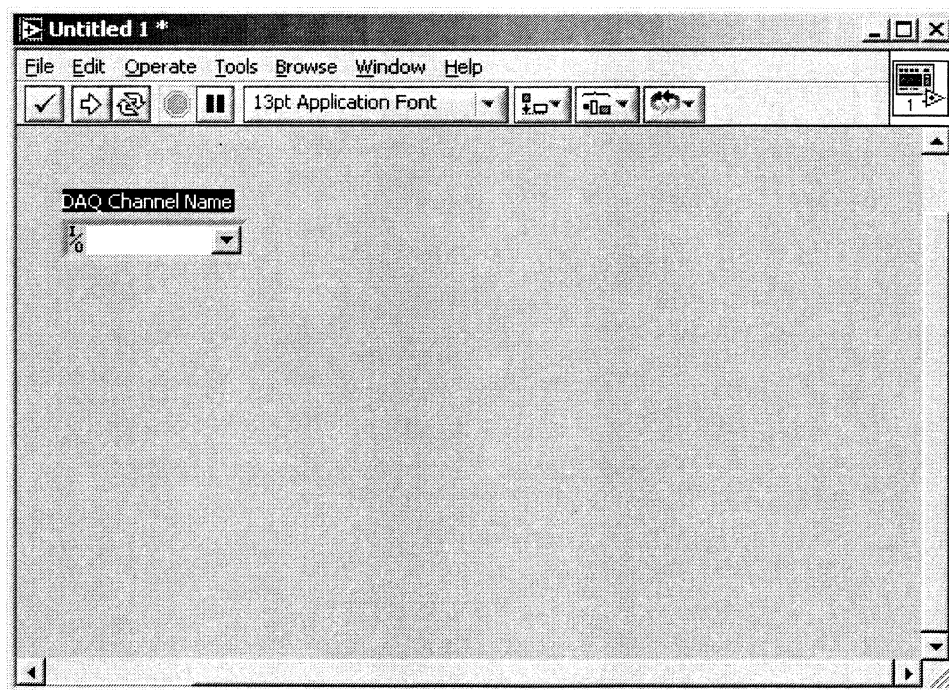 Untitled 1 *
File Edit Operate Tools Browse Window Help
13pt Application Font
1
DAQ Channel Name
I/O